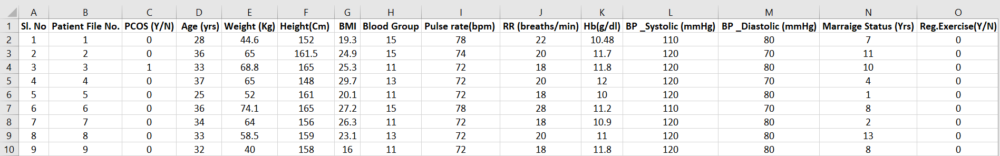 A B C D E F G H I J K L M N O
1 Sl. No Patient File No. PCOS (Y/N) Age (yrs) Weight (Kg) Height(Cm) BMI Blood Group Pulse rate(bpm) RR (breaths/min) Hb(g/dl) BP _Systolic (mmHg) BP _Diastolic (mmHg) Marraige Status (Yrs) Reg.Exercise(Y/N)
2 1 1 0 28 44.6 152 19.3 15 78 22 10.48 110 80 7 0
3 2 2 0 36 65 161.5 24.9 15 74 20 11.7 120 70 11 0
4 3 3 1 33 68.8 165 25.3 11 72 18 11.8 120 80 10 0
5 4 4 0 37 65 148 29.7 13 72 20 12 120 70 4 0
6 5 5 0 25 52 161 20.1 11 72 18 10 120 80 1 0
7 6 6 0 36 74.1 165 27.2 15 78 28 11.2 110 70 8 0
8 7 7 0 34 64 156 26.3 11 72 18 10.9 120 80 2 0
9 8 8 0 33 58.5 159 23.1 13 72 20 11 120 80 13 0
10 9 9 0 32 40 158 16 11 72 18 11.8 120 80 8 0